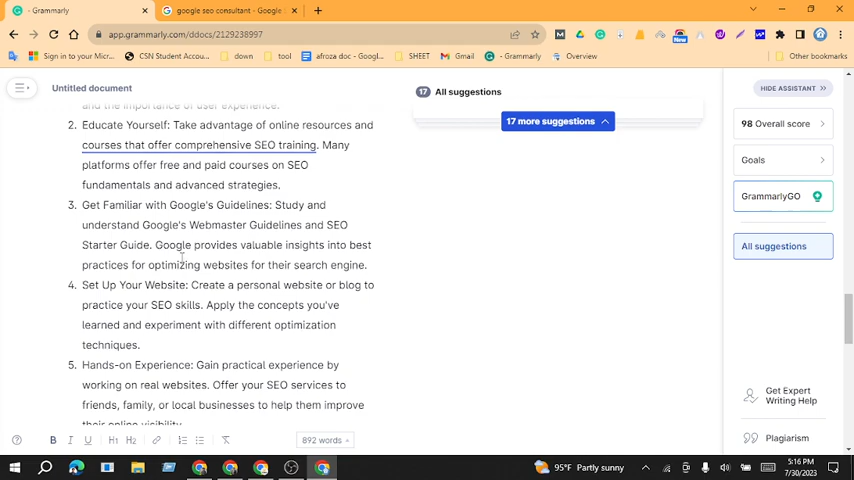 Grammarly
google seo consultant - Google
app.grammarly.com/ddocs/2129238997
Sign in to myACCI
CSN Student Accou...
down
tool
afroza doc - Googl...
SHEET
Gmail
- Grammarly
Overview
Other bookmarks
New
Untitled document
17 All suggestions
HIDE ASSISTANT
and the importance of user experience.
2. Educate Yourself: Take advantage of online resources and
courses that offer comprehensive SEO training. Many
platforms offer free and paid courses on SEO
fundamentals and advanced strategies.
3. Get Familiar with Google's Guidelines: Study and
understand Google's Webmaster Guidelines and SEO
Starter Guide. Google provides valuable insights into best
practices for optimizing websites for their search engine.
4. Set Up Your Website: Create a personal website or blog to
practice your SEO skills. Apply the concepts you've
learned and experiment with different optimization
techniques.
5. Hands-on Experience: Gain practical experience by
working on real websites. Offer your SEO services to
friends, family, or local businesses to help them improve
their online visibility.
17 more suggestions
98 Overall score
Goals
GrammarlyGO
All suggestions
Get Expert
Writing Help
Plagiarism
B I U H1 H2
892 words
95°F Partly sunny
5:16 PM
7/30/2023